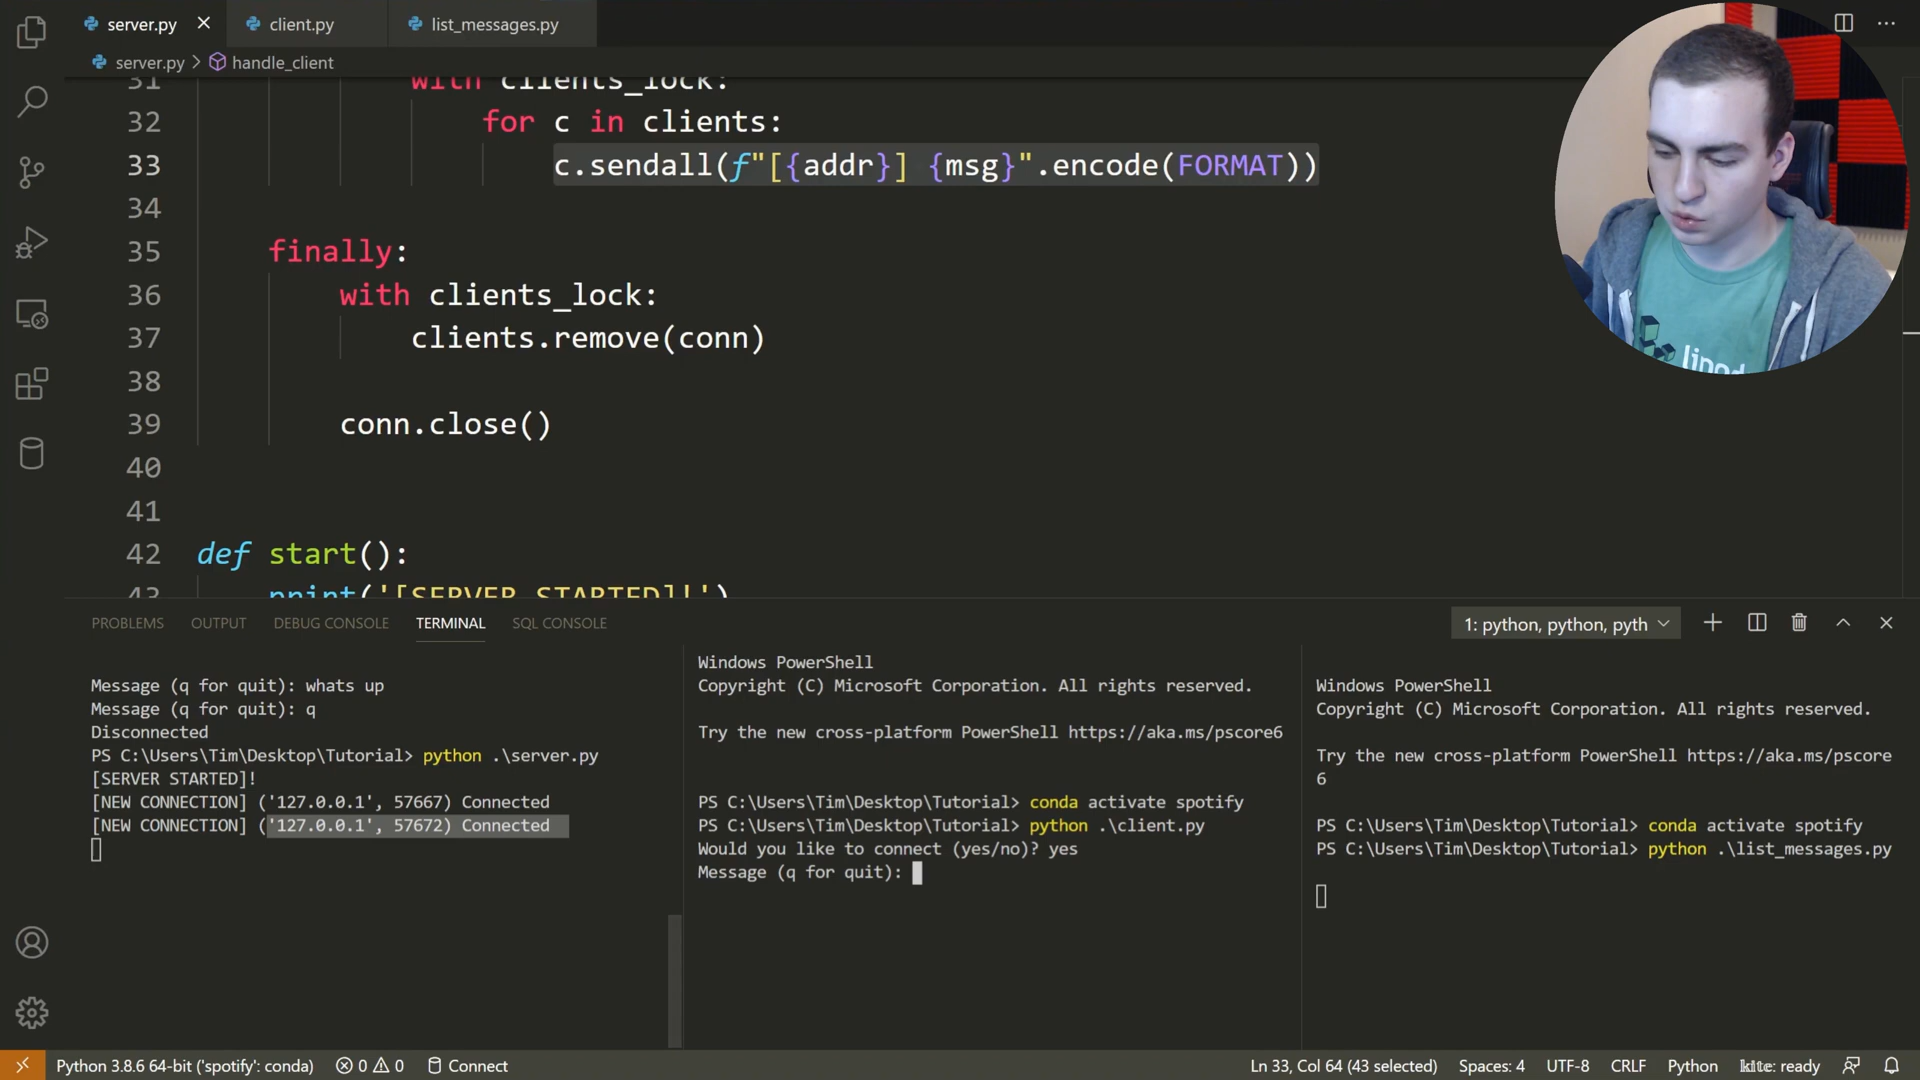 server.py
client.py
list_messages.py
server.py > handle_client
31 with clients_lock:
32 for c in clients:
33 c.sendall(f"[{addr}] {msg}".encode(FORMAT))
34
35 finally:
36 with clients_lock:
37 clients.remove(conn)
38
39 conn.close()
40
41
42 def start():
43 print('[SERVER STARTED]!')
linod
PROBLEMS OUTPUT DEBUG CONSOLE TERMINAL SQL CONSOLE
1: python, python, pyth
Message (q for quit): whats up
Message (q for quit): q
Disconnected
PS C:\Users\Tim\Desktop\Tutorial> python .\server.py
[SERVER STARTED]!
[NEW CONNECTION] ('127.0.0.1', 57667) Connected
[NEW CONNECTION] ('127.0.0.1', 57672) Connected
Windows PowerShell
Copyright (C) Microsoft Corporation. All rights reserved.
Try the new cross-platform PowerShell https://aka.ms/pscore6
PS C:\Users\Tim\Desktop\Tutorial> conda activate spotify
PS C:\Users\Tim\Desktop\Tutorial> python .\client.py
Would you like to connect (yes/no)? yes
Message (q for quit):
Windows PowerShell
Copyright (C) Microsoft Corporation. All rights reserved.
Try the new cross-platform PowerShell https://aka.ms/pscore
6
PS C:\Users\Tim\Desktop\Tutorial> conda activate spotify
PS C:\Users\Tim\Desktop\Tutorial> python .\list_messages.py
Python 3.8.6 64-bit ('spotify': conda) 0 0 Connect Ln 33, Col 64 (43 selected) Spaces: 4 UTF-8 CRLF Python kite: ready